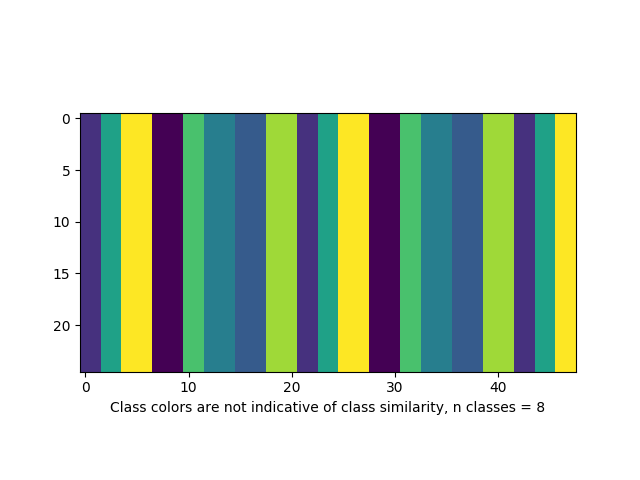 0
5
10
15
20
0 10 20 30 40
Class colors are not indicative of class similarity, n classes = 8